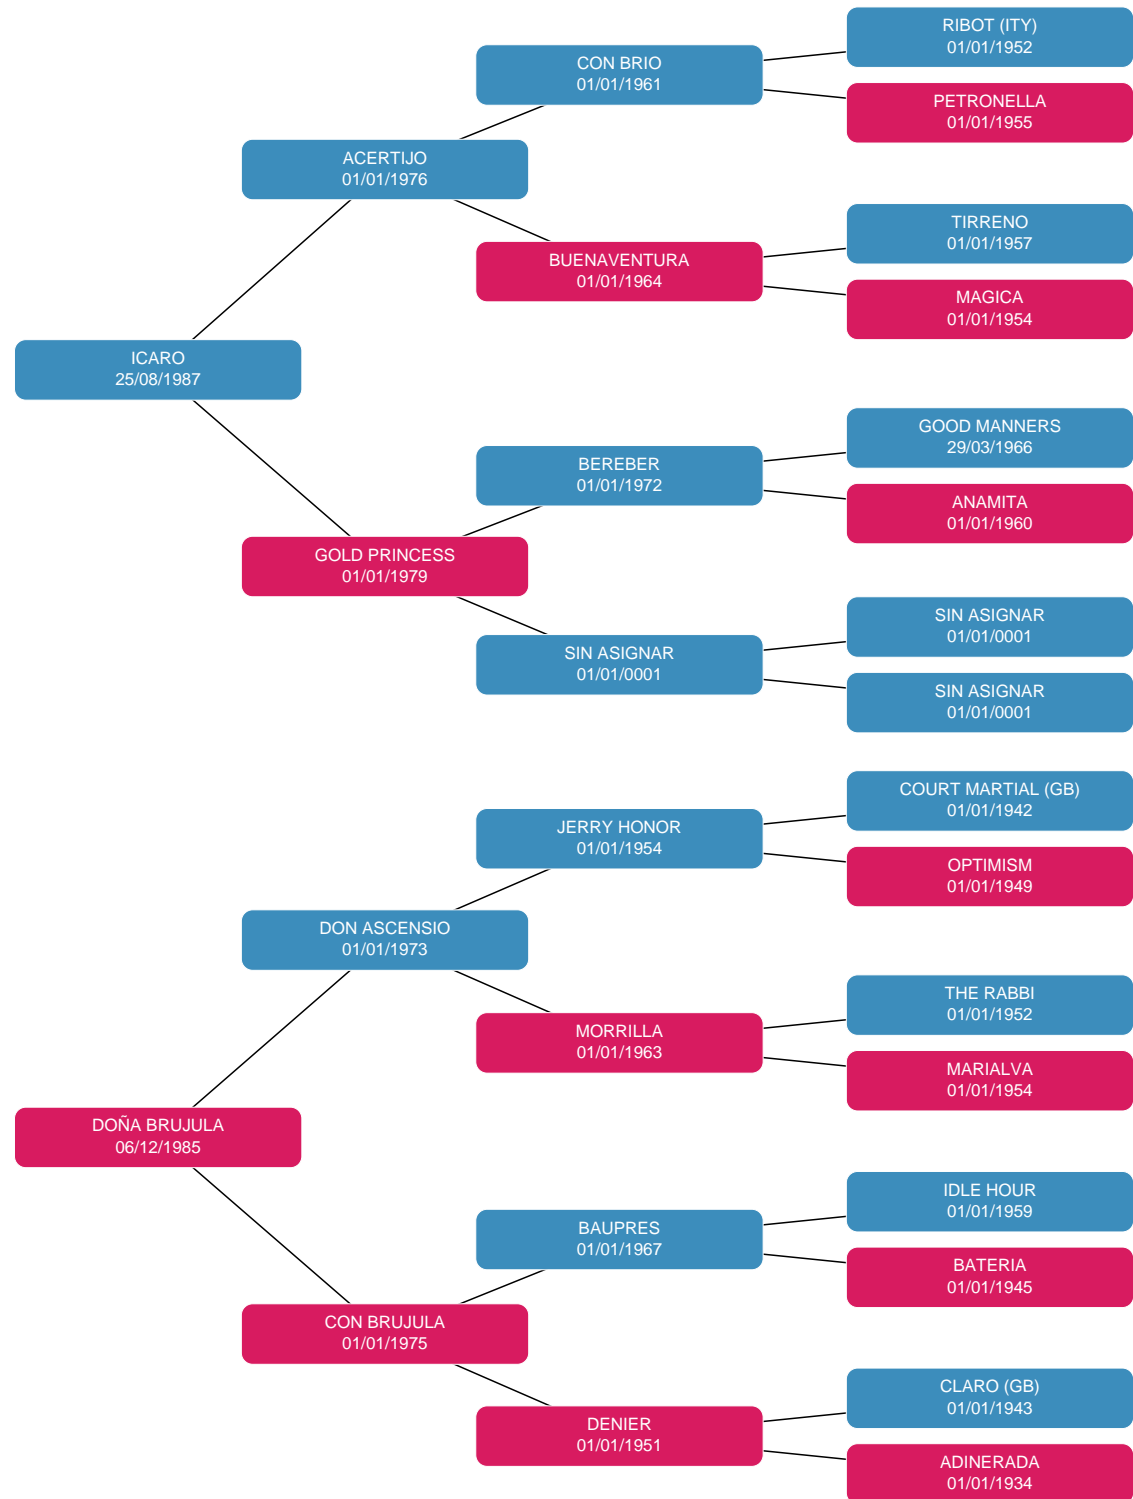 RIBOT (ITY)
01/01/1952
CON BRIO
01/01/1961
PETRONELLA
01/01/1955
ACERTIJO
01/01/1976
TIRRENO
01/01/1957
BUENAVENTURA
01/01/1964
MAGICA
01/01/1954
ICARO
25/08/1987
GOOD MANNERS
29/03/1966
BEREBER
01/01/1972
ANAMITA
01/01/1960
GOLD PRINCESS
01/01/1979
SIN ASIGNAR
01/01/0001
SIN ASIGNAR
01/01/0001
SIN ASIGNAR
01/01/0001
COURT MARTIAL (GB)
01/01/1942
JERRY HONOR
01/01/1954
OPTIMISM
01/01/1949
DON ASCENSIO
01/01/1973
THE RABBI
01/01/1952
MORRILLA
01/01/1963
MARIALVA
01/01/1954
DOÑA BRUJULA
06/12/1985
IDLE HOUR
01/01/1959
BAUPRES
01/01/1967
BATERIA
01/01/1945
CON BRUJULA
01/01/1975
CLARO (GB)
01/01/1943
DENIER
01/01/1951
ADINERADA
01/01/1934